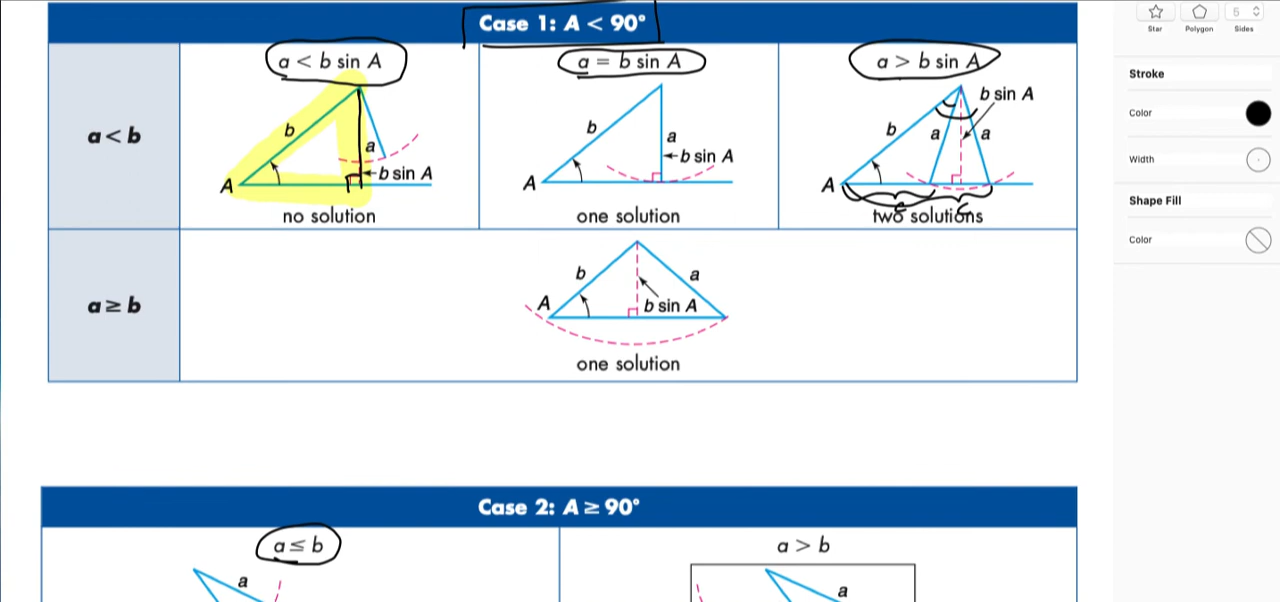 Case 1: A < 90°
a < b sin A
a = b sin A
a > b sin A
a < b
b
a
b sin A
A
no solution
b
a
b sin A
A
one solution
b sin A
b
a
a
A
c
c
two solutions
a ≥ b
b
a
A
b sin A
one solution
Case 2: A ≥ 90°
a ≤ b
a > b
a
a
Star
Polygon
5
Sides
Stroke
Color
Width
Shape Fill
Color